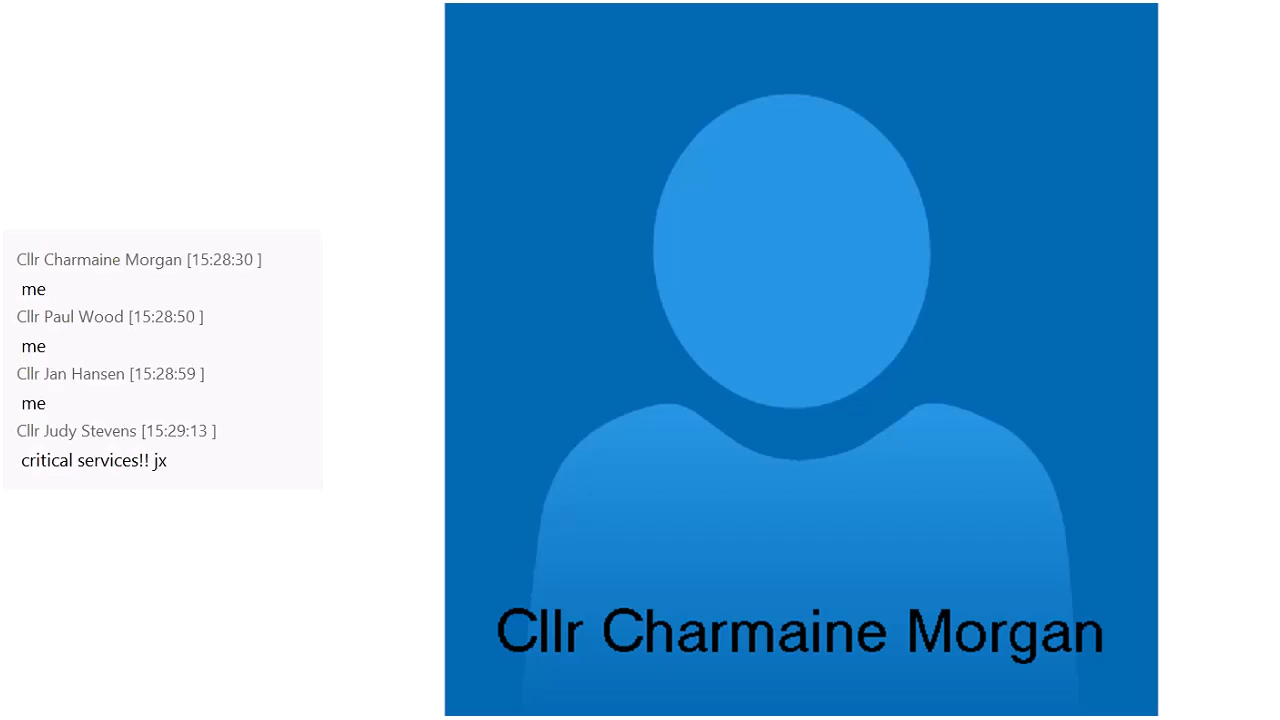 Cllr Charmaine Morgan [15:28:30 ]
me
Cllr Paul Wood [15:28:50 ]
me
Cllr Jan Hansen [15:28:59 ]
me
Cllr Judy Stevens [15:29:13 ]
critical services!! jx
Cllr Charmaine Morgan